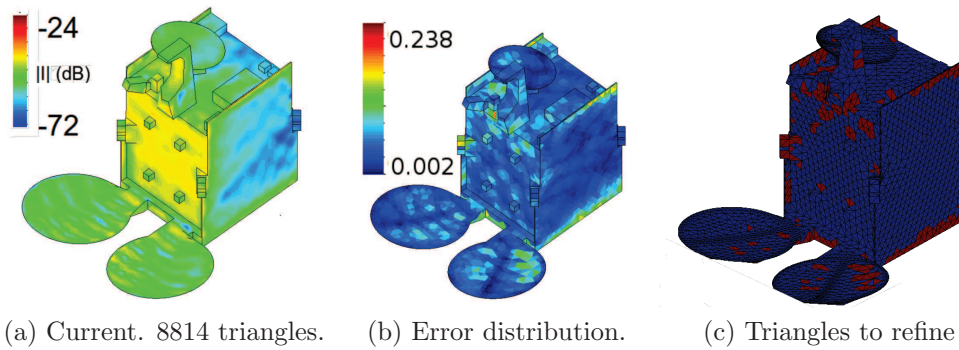 -24
|I| (dB)
-72
0.238
0.002
(a) Current. 8814 triangles.
(b) Error distribution.
(c) Triangles to refine